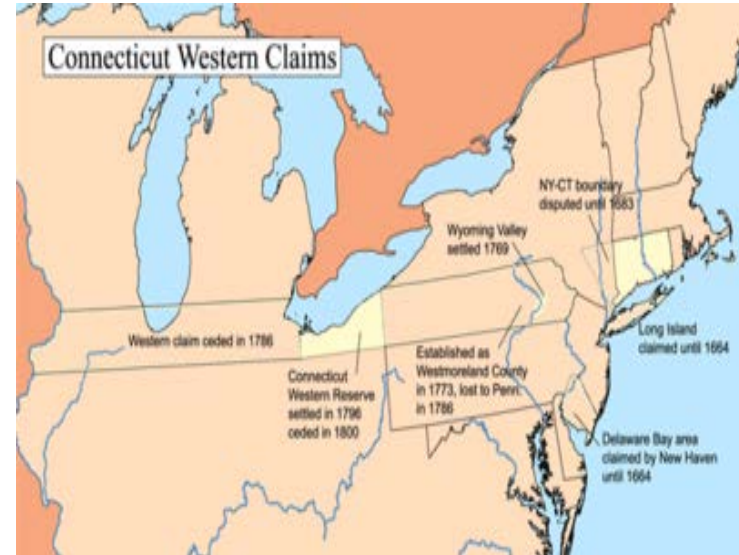 Connecticut Western Claims
NY-CT boundary
disputed until 1683
Wyoming Valley
settled 1769
Long Island
claimed until 1664
Western claim ceded in 1786
Established as
Westmoreland County
in 1773, lost to Penn.
in 1786
Connecticut
Western Reserve
settled in 1796
ceded in 1800
Delaware Bay area
claimed by New Haven
until 1664